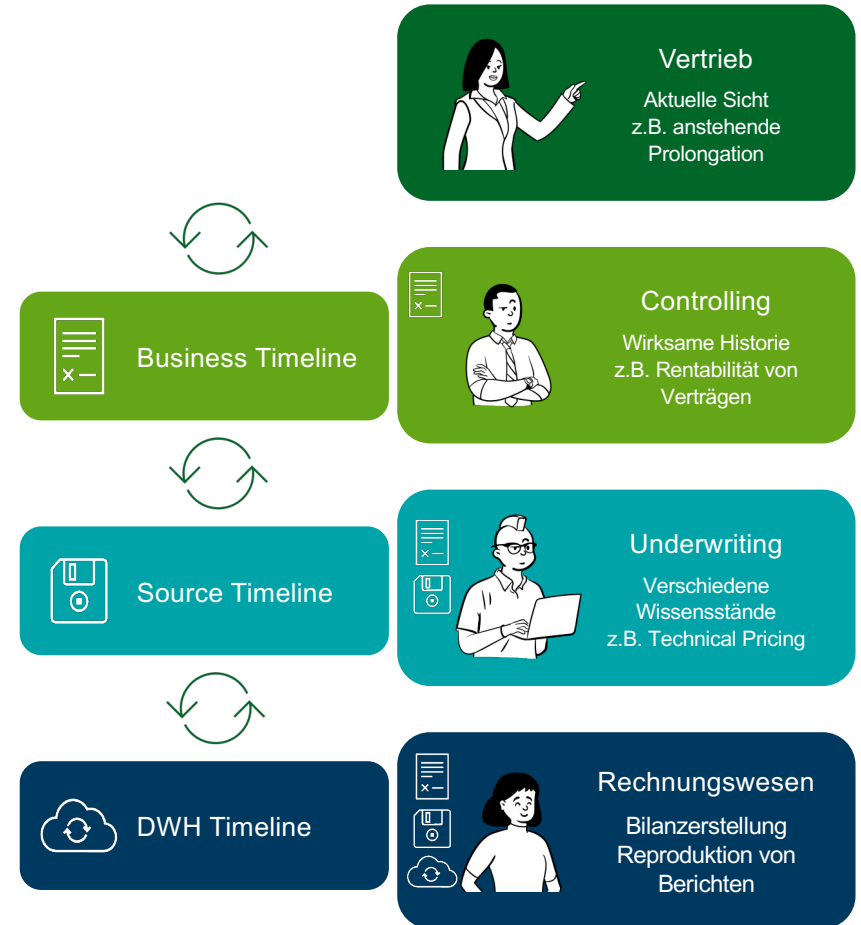 Vertrieb
Aktuelle Sicht
z.B. anstehende
Prolongation
Business Timeline
Controlling
Wirksame Historie
z.B. Rentabilität von
Verträgen
Source Timeline
Underwriting
Verschiedene
Wissensstände
z.B. Technical Pricing
DWH Timeline
Rechnungswesen
Bilanzerstellung
Reproduktion von
Berichten